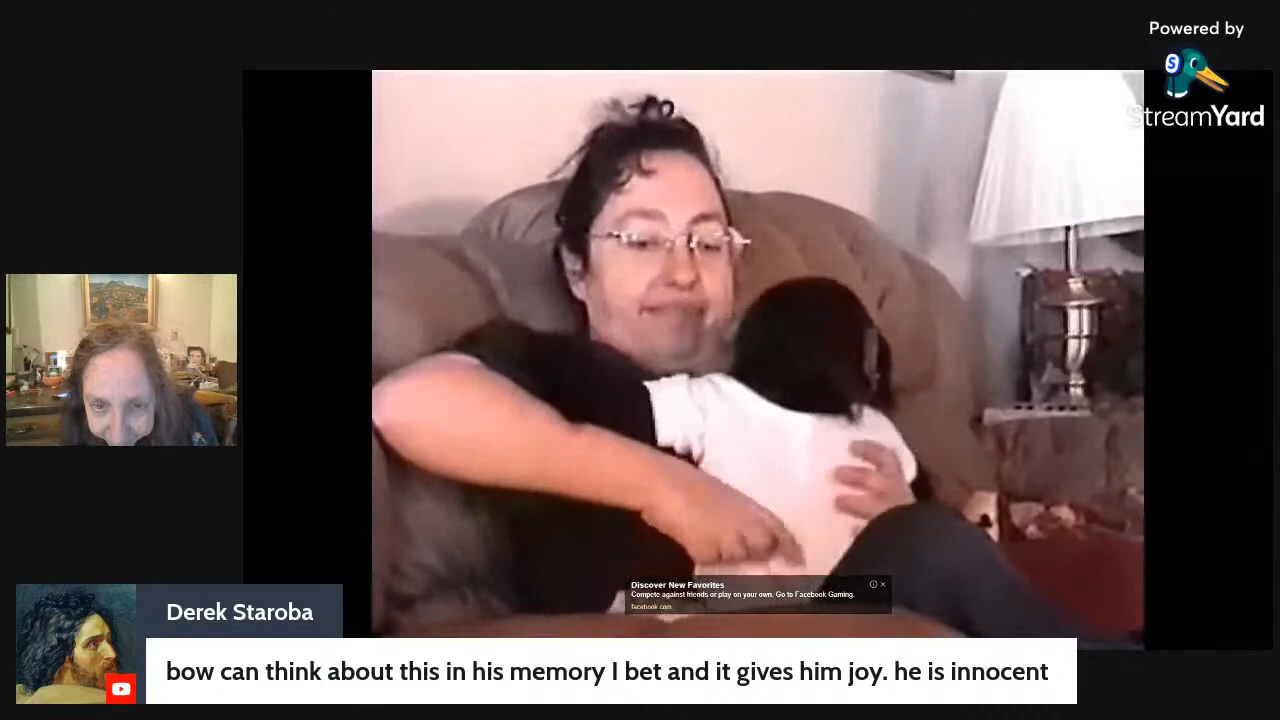 Powered by
StreamYard
Discover New Favorites
Compete against friends or play on your own. Go to Facebook Gaming.
facebook.com
Derek Staroba
bow can think about this in his memory I bet and it gives him joy. he is innocent